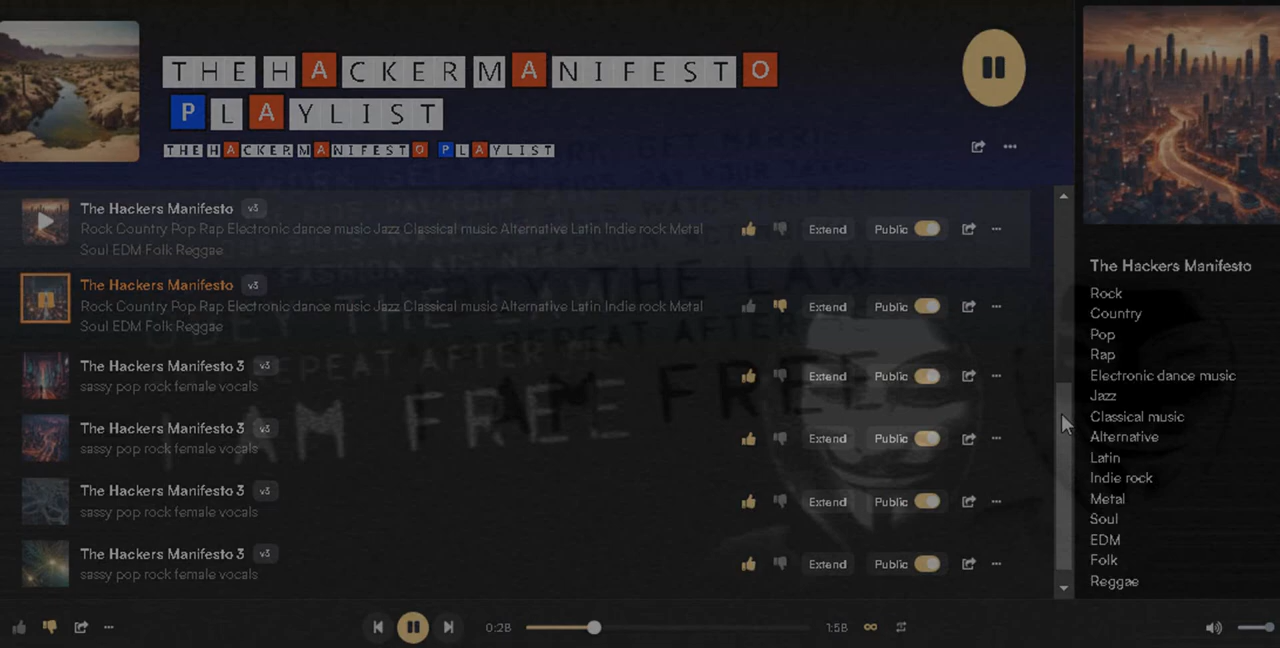 THE HACKER MANIFESTO
PLAYLIST
THE HACKER MANIFESTO PLAYLIST
The Hackers Manifesto v3
Rock Country Pop Rap Electronic dance music Jazz Classical music Alternative Latin Indie rock Metal
Soul EDM Folk Reggae
Extend Public
The Hackers Manifesto v3
Rock Country Pop Rap Electronic dance music Jazz Classical music Alternative Latin Indie rock Metal
Soul EDM Folk Reggae
Extend Public
The Hackers Manifesto 3 v3
sassy pop rock female vocals
Extend Public
The Hackers Manifesto 3 v3
sassy pop rock female vocals
Extend Public
The Hackers Manifesto 3 v3
sassy pop rock female vocals
Extend Public
The Hackers Manifesto 3 v3
sassy pop rock female vocals
Extend Public
OBEY THE LAW
REPEAT AFTER ME
I AM FREE
The Hackers Manifesto
Rock
Country
Pop
Rap
Electronic dance music
Jazz
Classical music
Alternative
Latin
Indie rock
Metal
Soul
EDM
Folk
Reggae
0:28
1:58